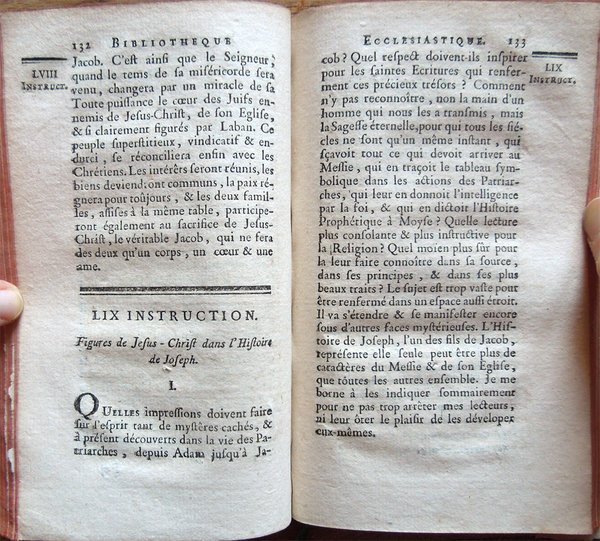 132 BIBLIOTHEQUE
LVIII
INSTRUCT.
Jacob. C'est ainsi que le Seigneur,
quand le tems de sa miséricorde sera
venu, changera par un miracle de sa
Toute puissance le cœur des Juifs en-
nemis de Jesus-Christ, de son Eglise,
& si clairement figurés par Laban. Ce
peuple superstitieux, vindicatif & en-
durci, se réconciliera enfin avec les
Chrétiens. Les intérêts seront réunis, les
biens deviendront communs, la paix ré-
gnera pour toûjours, & les deux famil-
les, assises à la même table, participe-
ront également au sacrifice de Jesus-
Christ, le véritable Jacob, qui ne fera
des deux qu'un corps, un cœur & une
ame.
LIX INSTRUCTION.
Figures de Jesus-Christ dans l'Histoire
de Joseph.
I.
QUELLES impressions doivent faire
sur l'esprit tant de mystères cachés, &
à présent découverts dans la vie des Pa-
triarches, depuis Adam jusqu'à Ja-
ECCLESIASTIQUE. 133
LIX
INSTRUCT.
cob? Quel respect doivent-ils inspirer
pour les saintes Ecritures qui renfer-
ment ces précieux trésors? Comment
n'y pas reconnoître, non la main d'un
homme qui nous les a transmis, mais
la Sagesse éternelle, pour qui tous les sié-
cles ne sont qu'un même instant, qui
sçavoit tout ce qui devoit arriver au
Messie, qui en traçoit le tableau sym-
bolique dans les actions des Patriar-
ches, qui leur en donnoit l'intelligence
par la foi, & qui en dictoit l'Histoire
Prophétique à Moyse? Quelle lecture
plus consolante & plus instructive pour
la Religion? Quel moien plus sûr pour
la leur faire connoître dans sa source,
dans ses principes, & dans ses plus
beaux traits? Le sujet est trop vaste pour
être renfermé dans un espace aussi étroit.
Il va s'étendre & se manifester encore
sous d'autres faces mystérieuses. L'His-
toire de Joseph, l'un des fils de Jacob,
représente elle seule peut être plus de
caractères du Messie & de son Eglise,
que toutes les autres ensemble. Je me
borne à les indiquer sommairement
pour ne pas trop arrêter mes lecteurs,
ni leur ôter le plaisir de les déveloper
eux-mêmes.